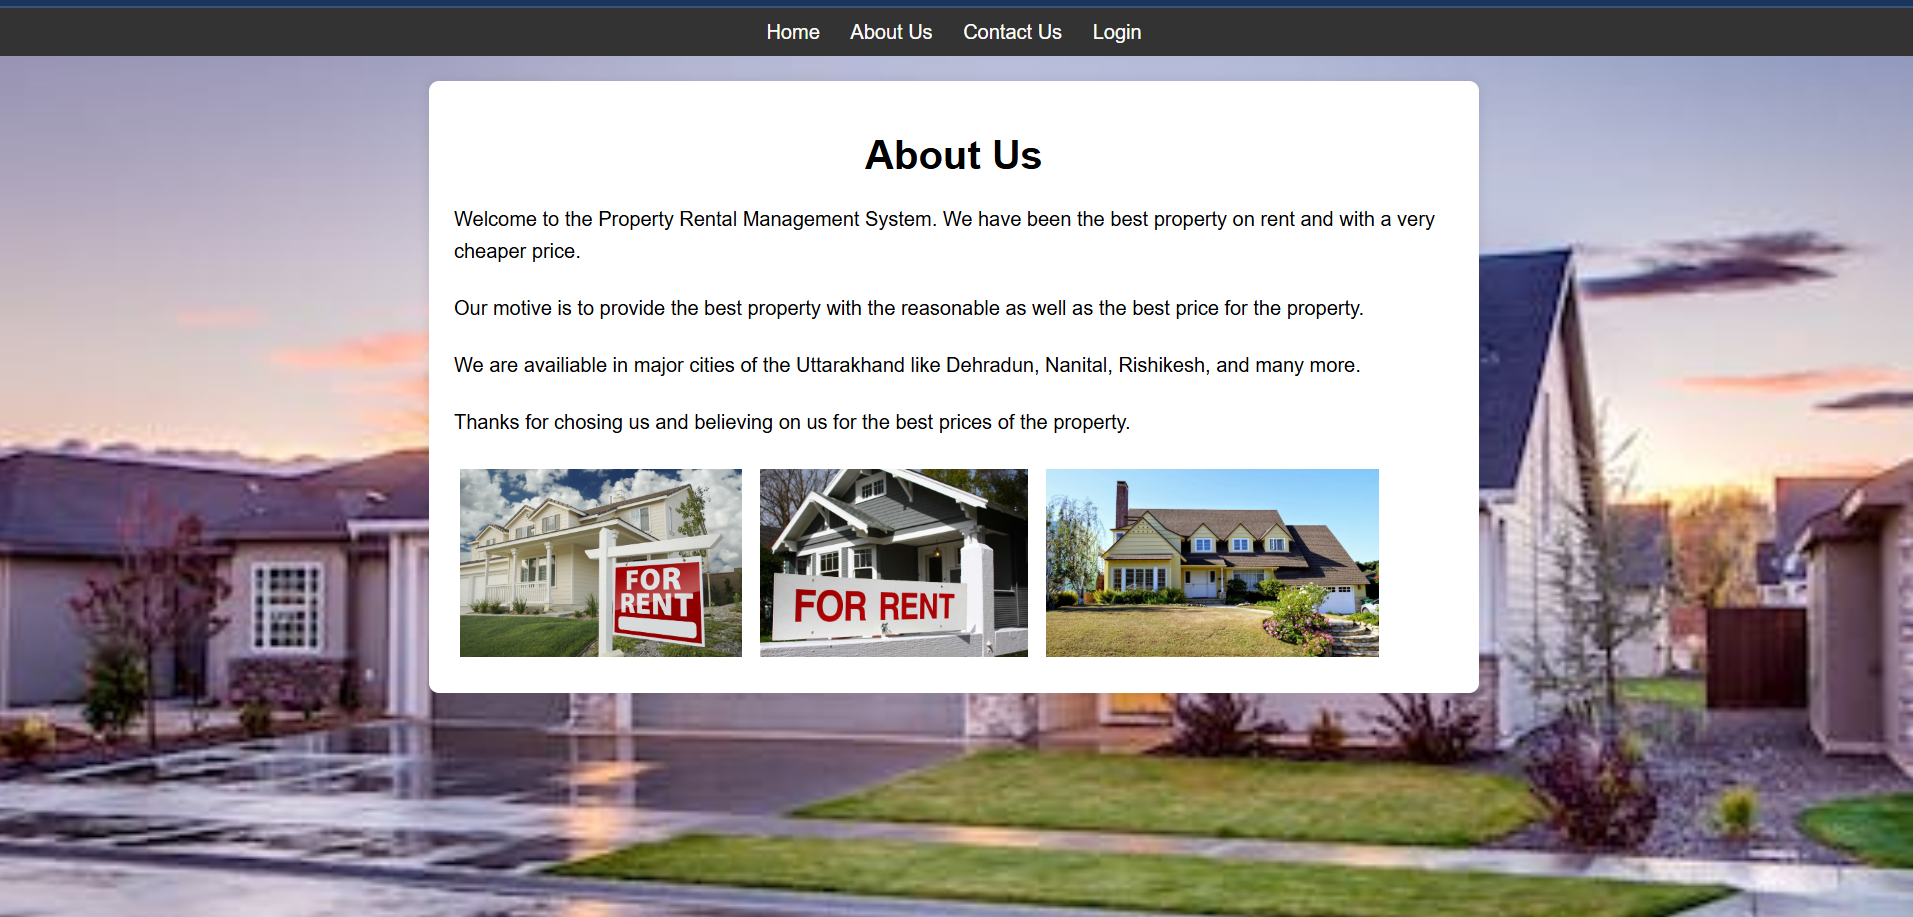 Home About Us Contact Us Login
About Us
Welcome to the Property Rental Management System. We have been the best property on rent and with a very
cheaper price.
Our motive is to provide the best property with the reasonable as well as the best price for the property.
We are availiable in major cities of the Uttarakhand like Dehradun, Nanital, Rishikesh, and many more.
Thanks for chosing us and believing on us for the best prices of the property.
FOR
RENT
FOR RENT